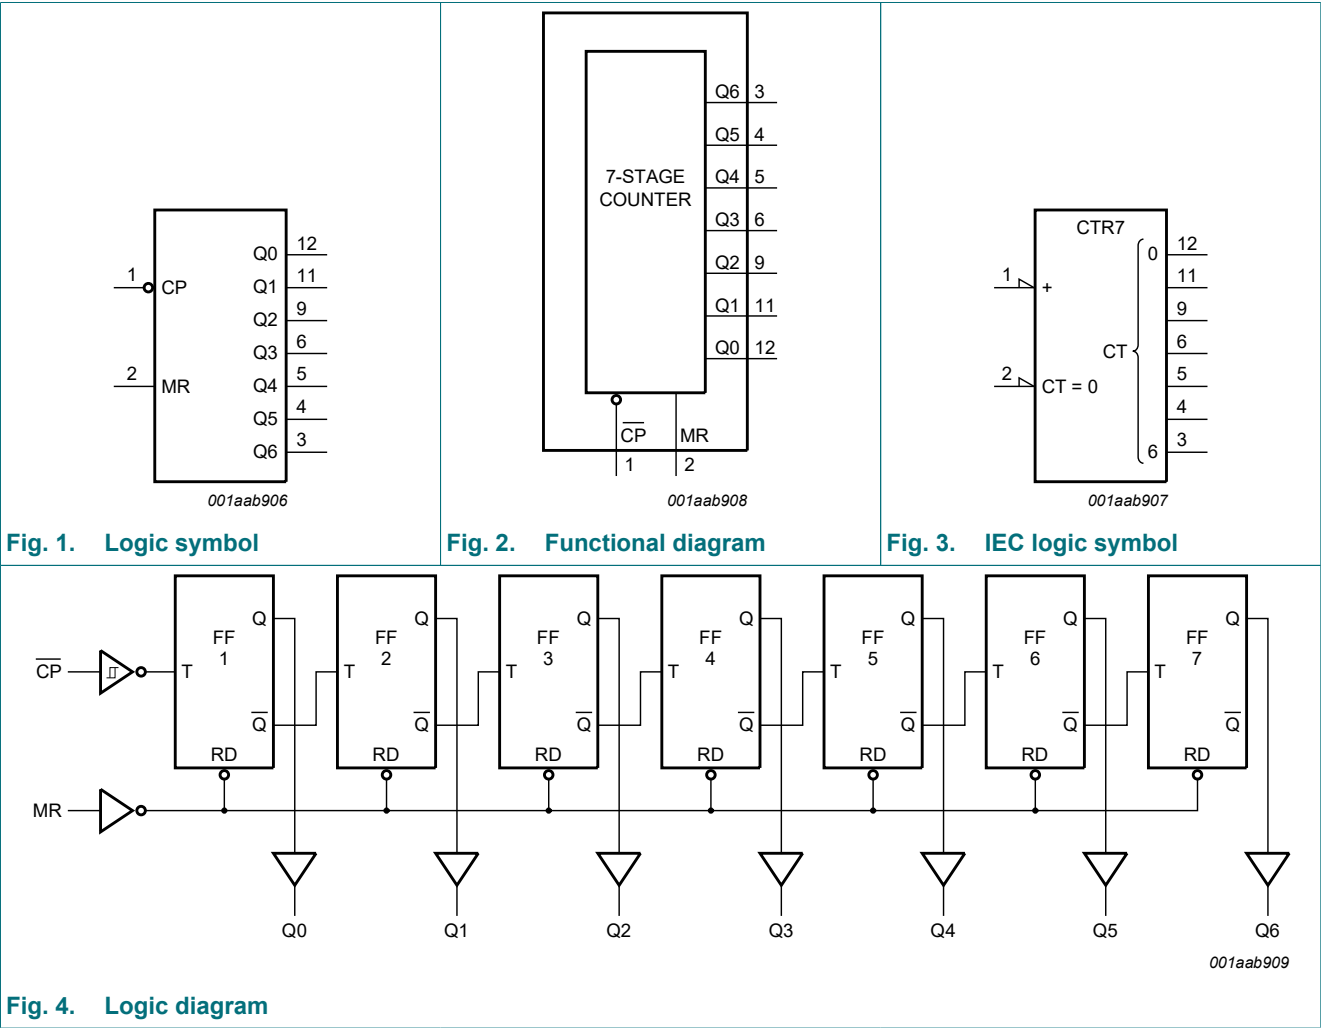 1
CP
2
MR
Q0 12
Q1 11
Q2 9
Q3 6
Q4 5
Q5 4
Q6 3
001aab906
Fig. 1. Logic symbol
7-STAGE
COUNTER
Q6 3
Q5 4
Q4 5
Q3 6
Q2 9
Q1 11
Q0 12
CP MR
1 2
001aab908
Fig. 2. Functional diagram
CTR7
1 +
2 CT = 0
CT
0 12
11
9
6
5
4
6 3
001aab907
Fig. 3. IEC logic symbol
CP
MR
FF
1
T
Q
Q
RD
FF
2
T
Q
Q
RD
FF
3
T
Q
Q
RD
FF
4
T
Q
Q
RD
FF
5
T
Q
Q
RD
FF
6
T
Q
Q
RD
FF
7
T
Q
Q
RD
Q0 Q1 Q2 Q3 Q4 Q5 Q6
001aab909
Fig. 4. Logic diagram